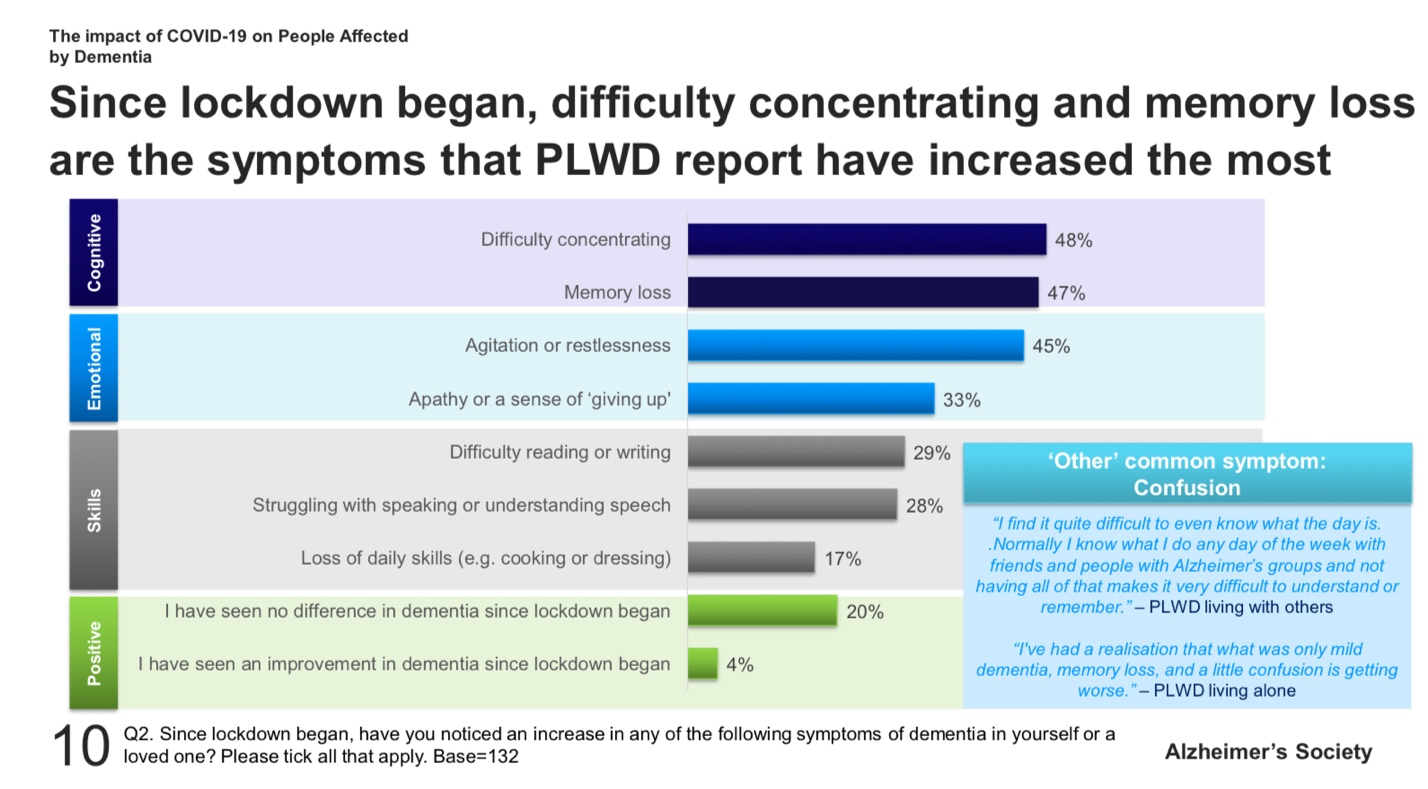 The impact of COVID-19 on People Affected
by Dementia
Since lockdown began, difficulty concentrating and memory loss
are the symptoms that PLWD report have increased the most
Cognitive
Difficulty concentrating 48%
Memory loss 47%
Emotional
Agitation or restlessness 45%
Apathy or a sense of ‘giving up' 33%
Skills
Difficulty reading or writing 29%
Struggling with speaking or understanding speech 28%
Loss of daily skills (e.g. cooking or dressing) 17%
Positive
I have seen no difference in dementia since lockdown began 20%
I have seen an improvement in dementia since lockdown began 4%
‘Other’ common symptom:
Confusion
“I find it quite difficult to even know what the day is.
.Normally I know what I do any day of the week with
friends and people with Alzheimer’s groups and not
having all of that makes it very difficult to understand or
remember.” – PLWD living with others
“I've had a realisation that what was only mild
dementia, memory loss, and a little confusion is getting
worse.” – PLWD living alone
10
Q2. Since lockdown began, have you noticed an increase in any of the following symptoms of dementia in yourself or a
loved one? Please tick all that apply. Base=132
Alzheimer’s Society